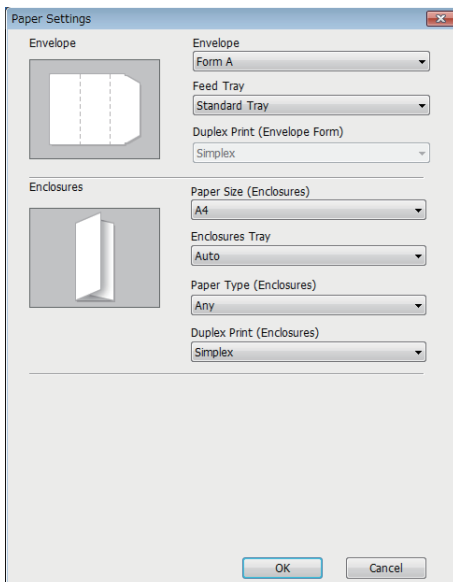 Paper Settings
Envelope
Envelope
Form A
Feed Tray
Standard Tray
Duplex Print (Envelope Form)
Simplex
Enclosures
Paper Size (Enclosures)
A4
Enclosures Tray
Auto
Paper Type (Enclosures)
Any
Duplex Print (Enclosures)
Simplex
OK
Cancel